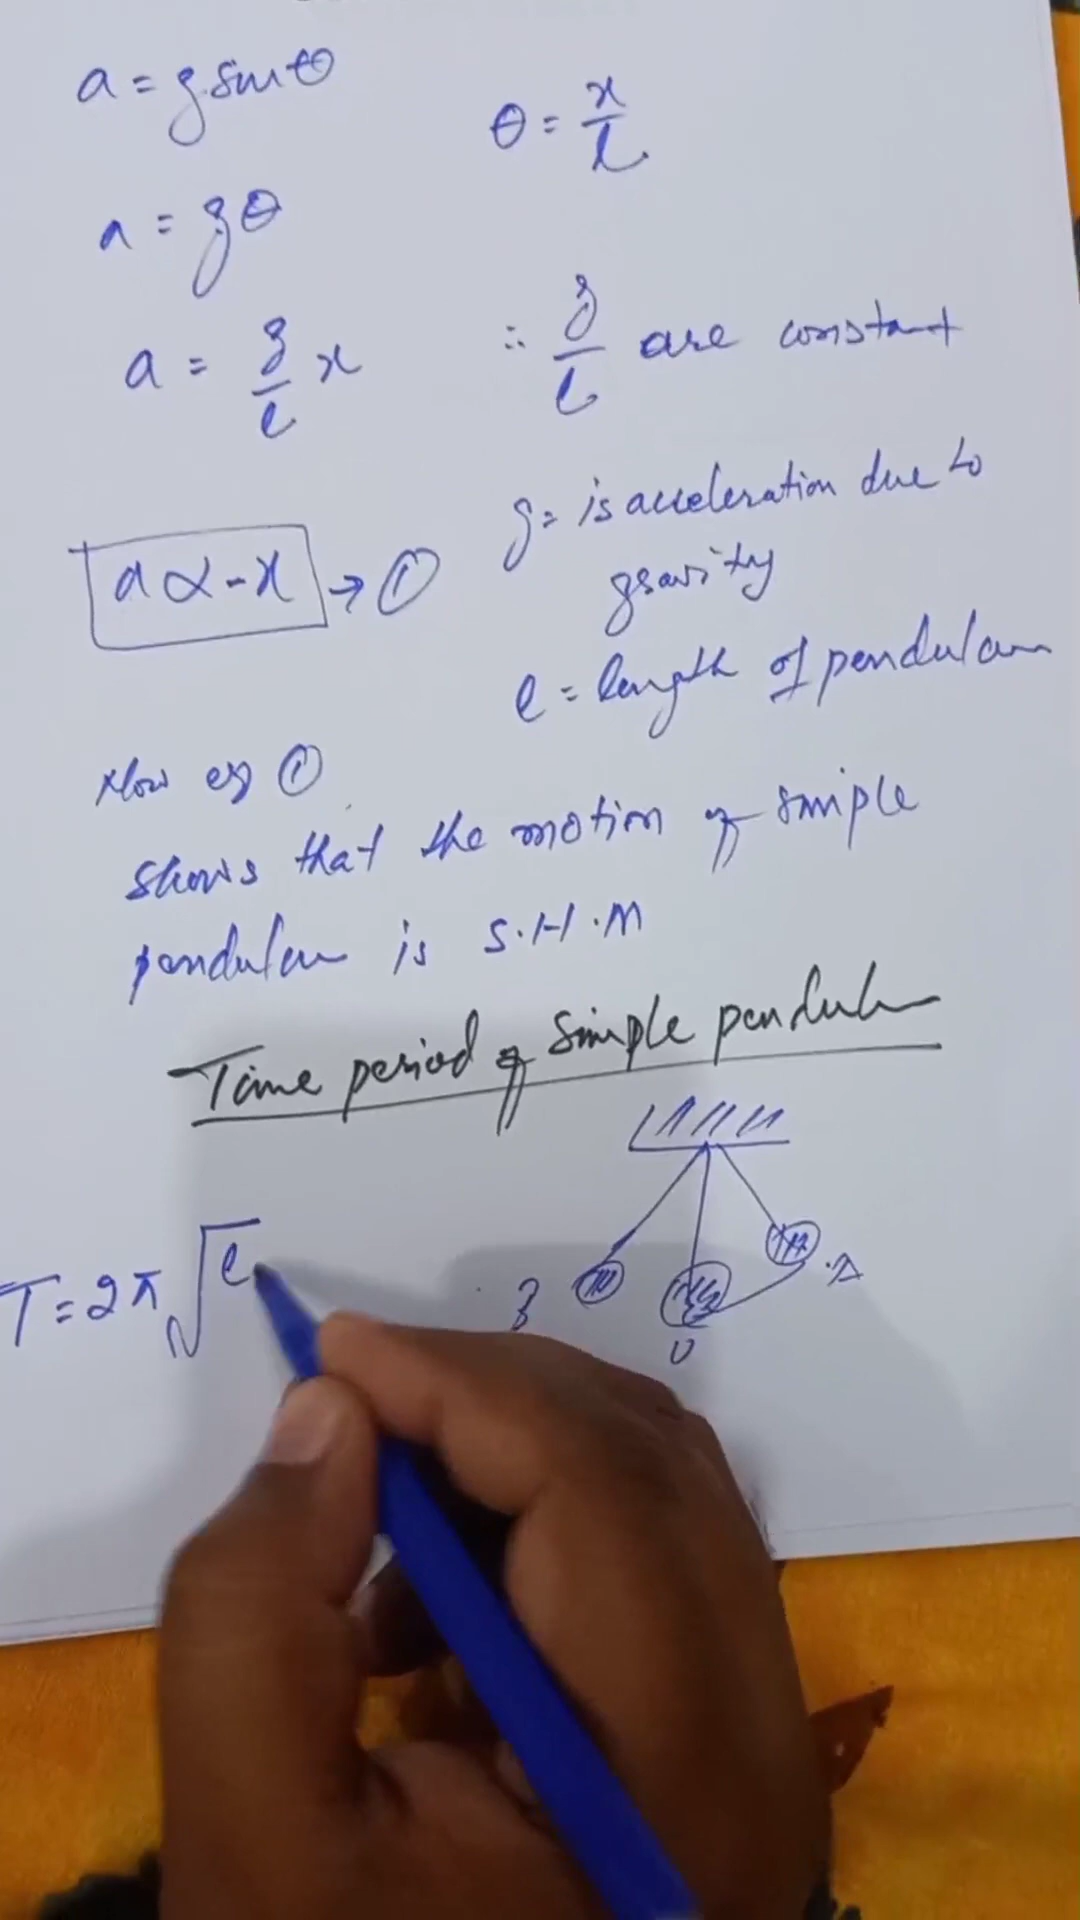 a = g sin θ
θ = x/l
a = gθ
a = g/l x
∴ g/l are constant
g = is acceleration due to
gravity
a ∝ -x → ①
l = length of pendulum
Now eq ①
shows that the motion of simple
pendulum is S.H.M
Time period of simple pendulum
T = 2π √l